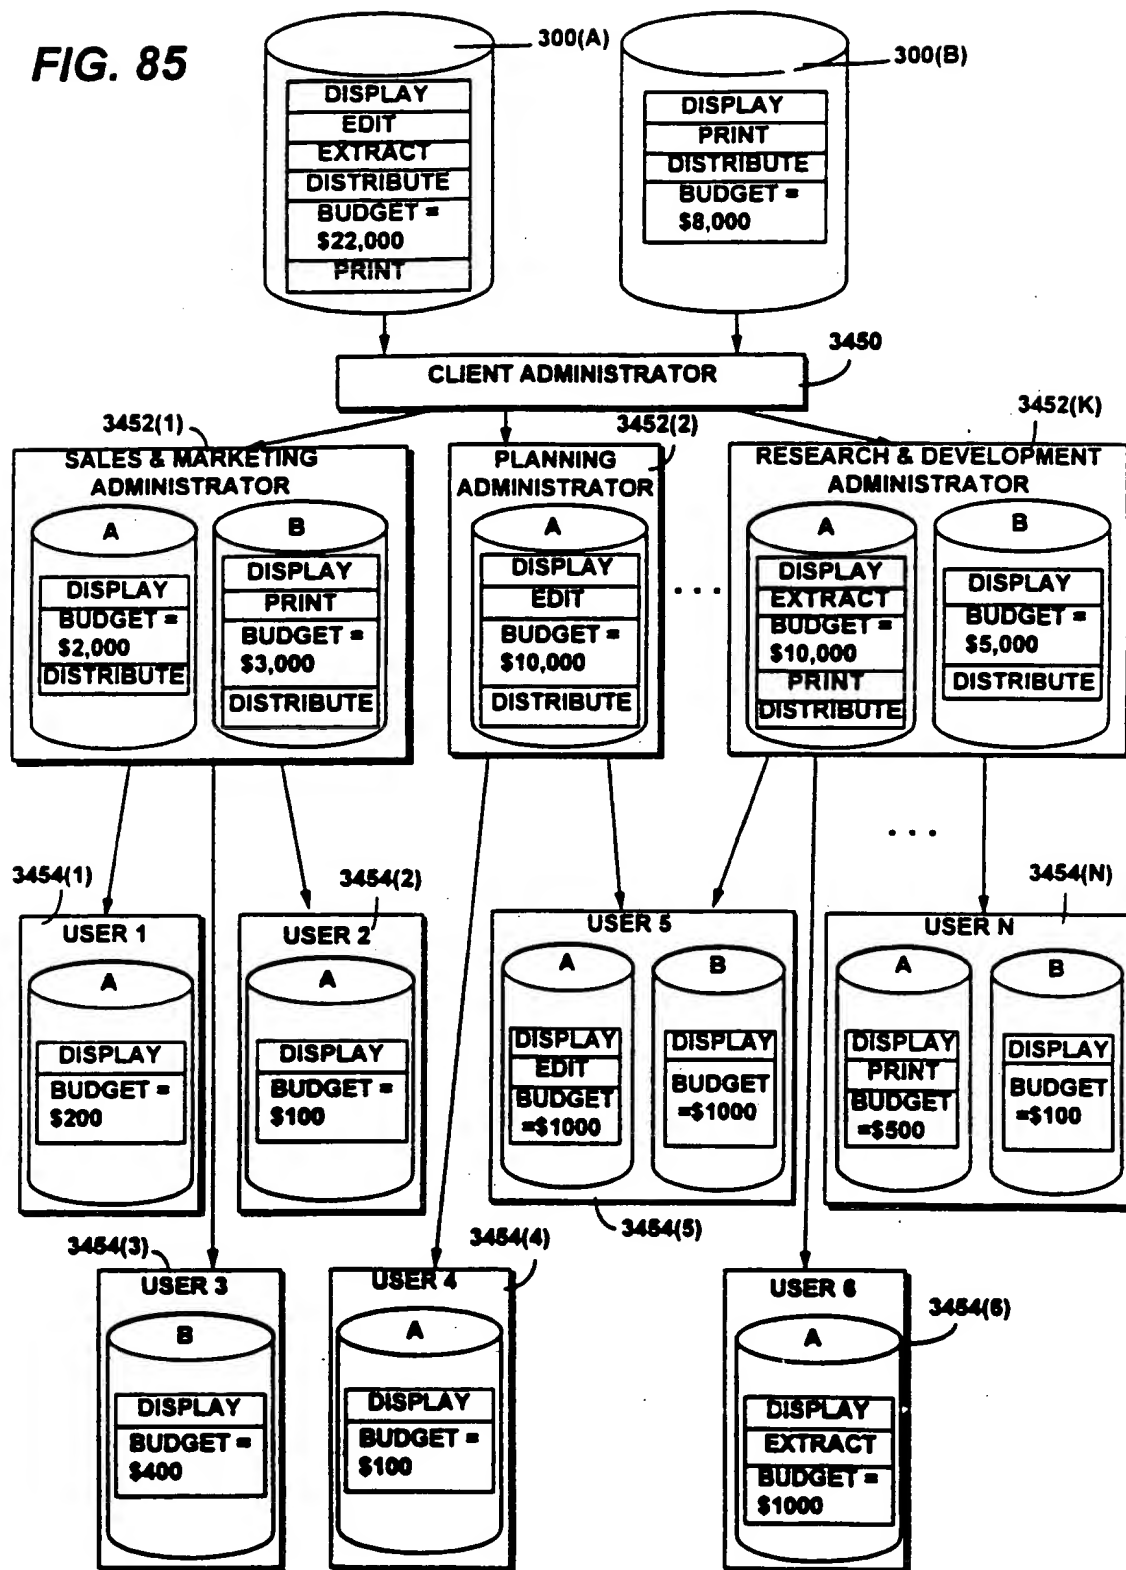 FIG. 85
300(A)
DISPLAY
EDIT
EXTRACT
DISTRIBUTE
BUDGET =
$22,000
PRINT
300(B)
DISPLAY
PRINT
DISTRIBUTE
BUDGET =
$8,000
CLIENT ADMINISTRATOR
3450
3452(1)
SALES & MARKETING
ADMINISTRATOR
A
DISPLAY
BUDGET =
$2,000
DISTRIBUTE
B
DISPLAY
PRINT
BUDGET =
$3,000
DISTRIBUTE
3452(2)
PLANNING
ADMINISTRATOR
A
DISPLAY
EDIT
BUDGET =
$10,000
DISTRIBUTE
. . .
3452(K)
RESEARCH & DEVELOPMENT
ADMINISTRATOR
A
DISPLAY
EXTRACT
BUDGET =
$10,000
PRINT
DISTRIBUTE
B
DISPLAY
BUDGET =
$5,000
DISTRIBUTE
. . .
3454(1)
USER 1
A
DISPLAY
BUDGET =
$200
3454(2)
USER 2
A
DISPLAY
BUDGET =
$100
USER 5
A
DISPLAY
EDIT
BUDGET
=$1000
B
DISPLAY
BUDGET
=$1000
3454(5)
3454(N)
USER N
A
DISPLAY
PRINT
BUDGET
=$500
B
DISPLAY
BUDGET
=$100
3454(3)
USER 3
B
DISPLAY
BUDGET =
$400
3454(4)
USER 4
A
DISPLAY
BUDGET =
$100
USER 6
3454(6)
A
DISPLAY
EXTRACT
BUDGET =
$1000